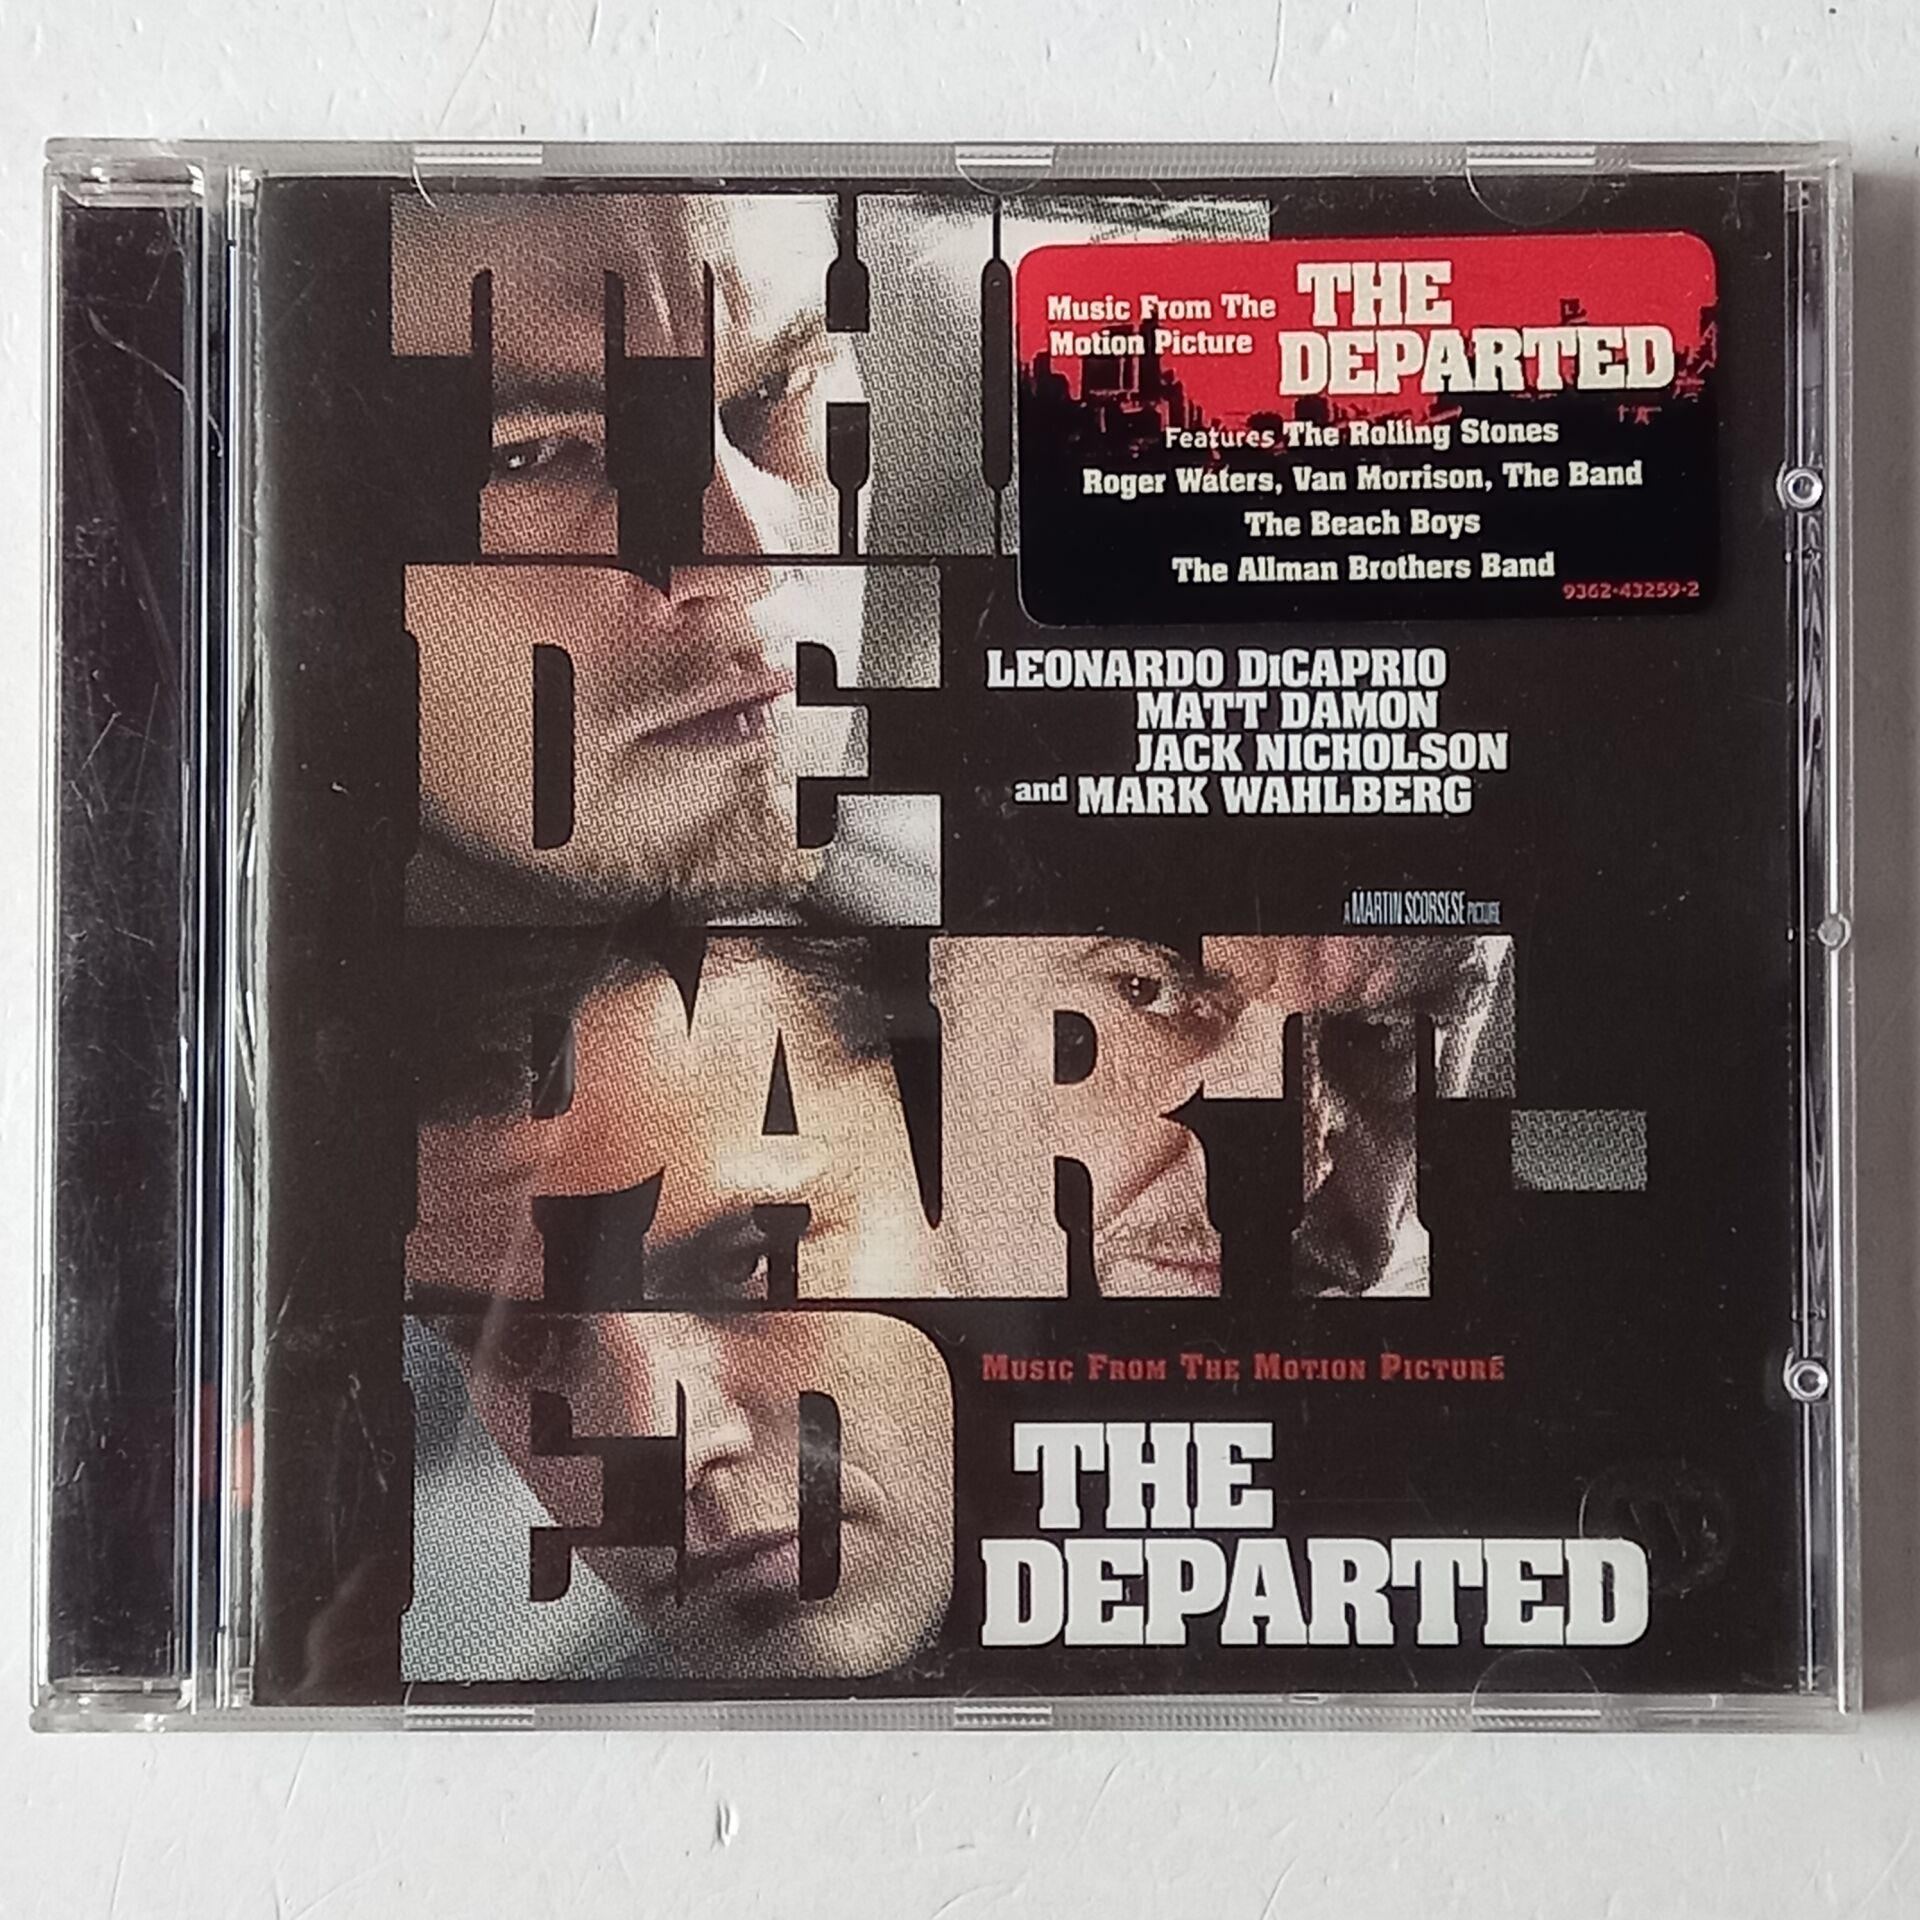 THE
DE
PART-
ED
Music From The
Motion Picture
THE
DEPARTED
Features The Rolling Stones
Roger Waters, Van Morrison, The Band
The Beach Boys
The Allman Brothers Band
9362-43259-2
LEONARDO DiCAPRIO
MATT DAMON
JACK NICHOLSON
and MARK WAHLBERG
A MARTIN SCORSESE PICTURE
MUSIC FROM THE MOTION PICTURE
THE
DEPARTED